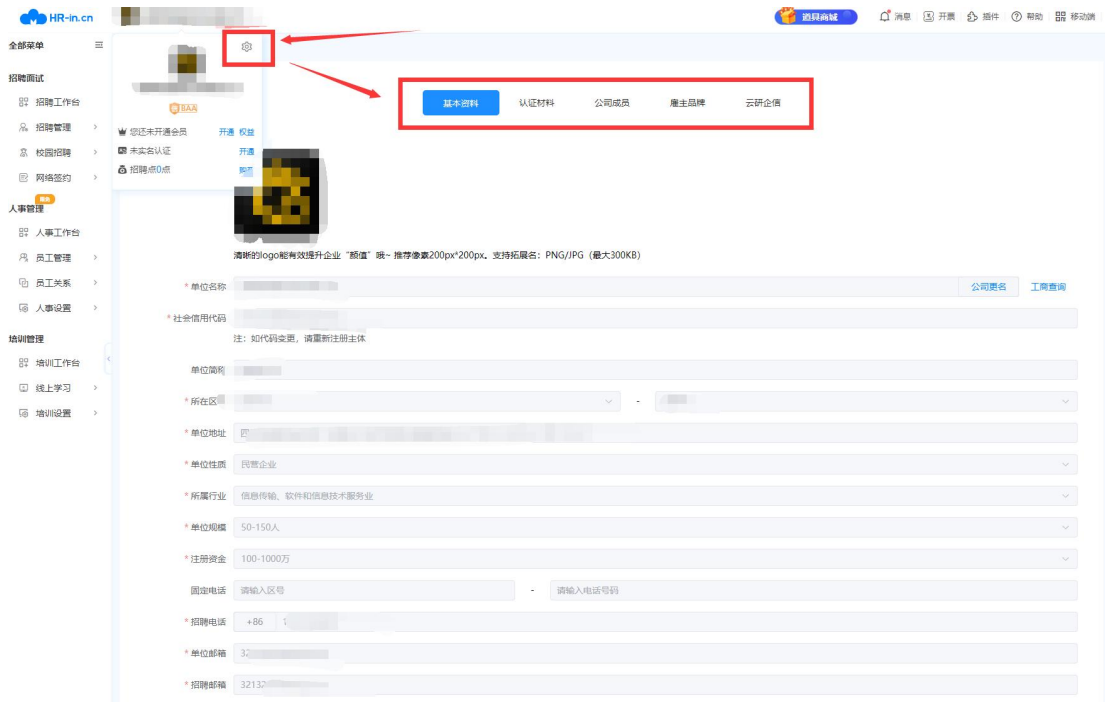 HR-in.cn
道具商城 消息 开票 插件 帮助 移动端
全部菜单
招聘面试
招聘工作台
招聘管理
校园招聘
网络签约
人事管理
人事工作台
员工管理
员工关系
人事设置
培训管理
培训工作台
线上学习
培训设置
BAA
您还未开通会员 开通 权益
未实名认证 开通
招聘点0点
基本资料 认证材料 公司成员 雇主品牌 云研企信
清晰的logo能有效提升企业“颜值”哦~ 推荐像素200px*200px。支持拓展名：PNG/JPG（最大300KB）
* 单位名称 公司更名 工商查询
* 社会信用代码
注：如代码变更，请重新注册主体
单位简称
* 所在区 -
* 单位地址 四
* 单位性质 民营企业
* 所属行业 信息传输、软件和信息技术服务业
* 单位规模 50-150人
* 注册资金 100-1000万
固定电话 请输入区号 - 请输入电话号码
* 招聘电话 +86 1
* 单位邮箱 32
* 招聘邮箱 3213